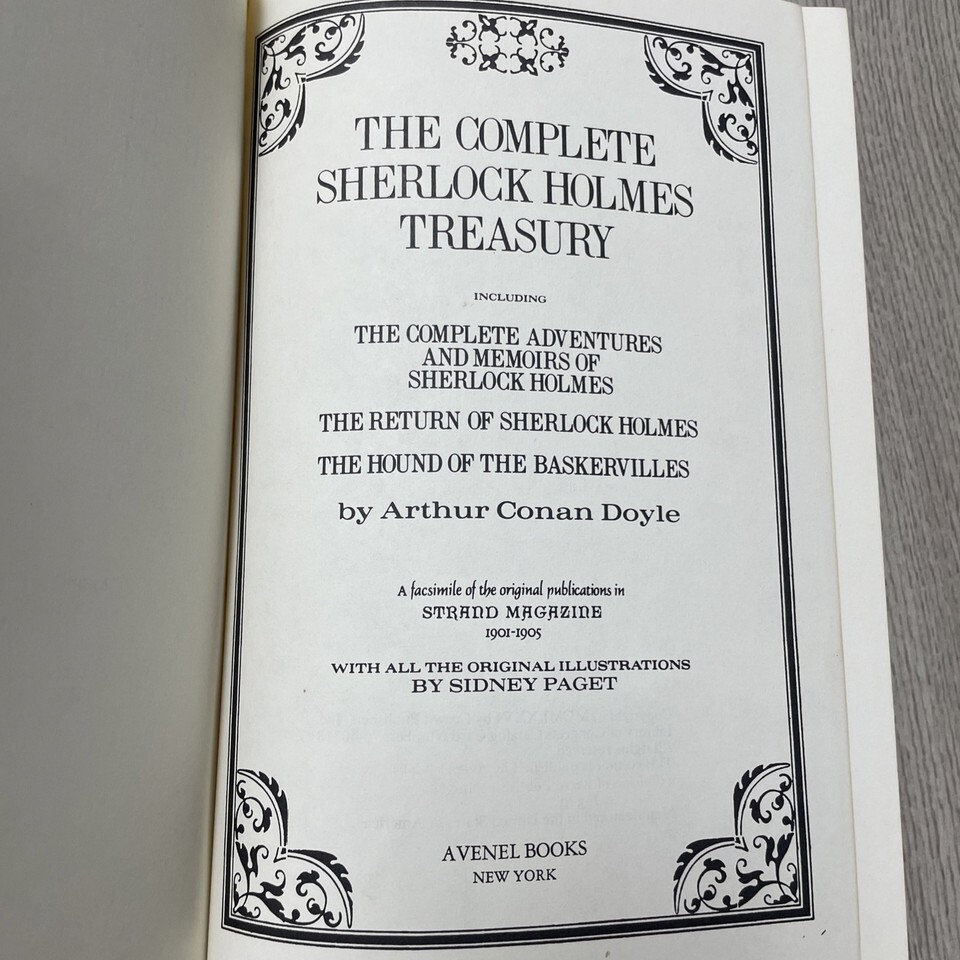 THE COMPLETE
SHERLOCK HOLMES
TREASURY
INCLUDING
THE COMPLETE ADVENTURES
AND MEMOIRS OF
SHERLOCK HOLMES
THE RETURN OF SHERLOCK HOLMES
THE HOUND OF THE BASKERVILLES
by Arthur Conan Doyle
A facsimile of the original publications in
STRAND MAGAZINE
1901-1905
WITH ALL THE ORIGINAL ILLUSTRATIONS
BY SIDNEY PAGET
AVENEL BOOKS
NEW YORK